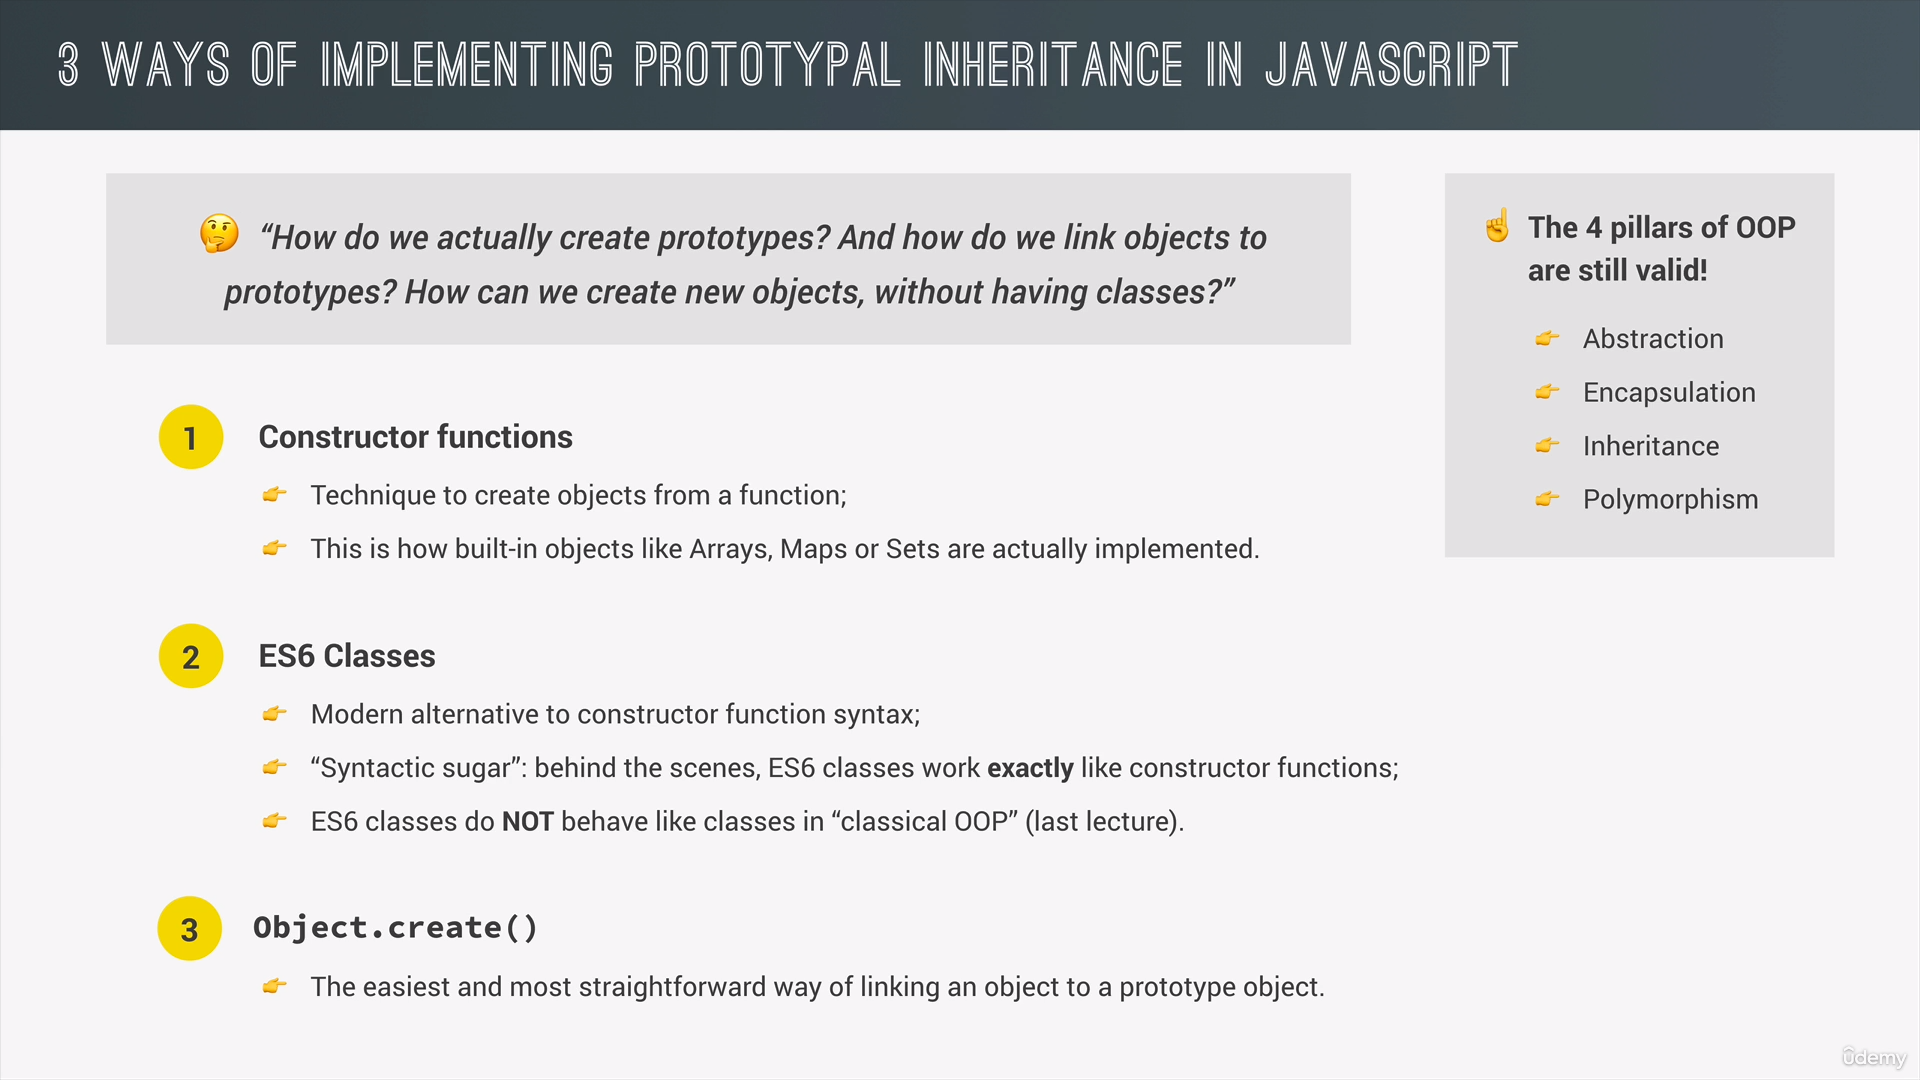 3 WAYS OF IMPLEMENTING PROTOTYPAL INHERITANCE IN JAVASCRIPT
“How do we actually create prototypes? And how do we link objects to
prototypes? How can we create new objects, without having classes?”
1 Constructor functions
Technique to create objects from a function;
This is how built-in objects like Arrays, Maps or Sets are actually implemented.
2 ES6 Classes
Modern alternative to constructor function syntax;
“Syntactic sugar”: behind the scenes, ES6 classes work exactly like constructor functions;
ES6 classes do NOT behave like classes in “classical OOP” (last lecture).
3 Object.create()
The easiest and most straightforward way of linking an object to a prototype object.
The 4 pillars of OOP
are still valid!
Abstraction
Encapsulation
Inheritance
Polymorphism
ûdemy